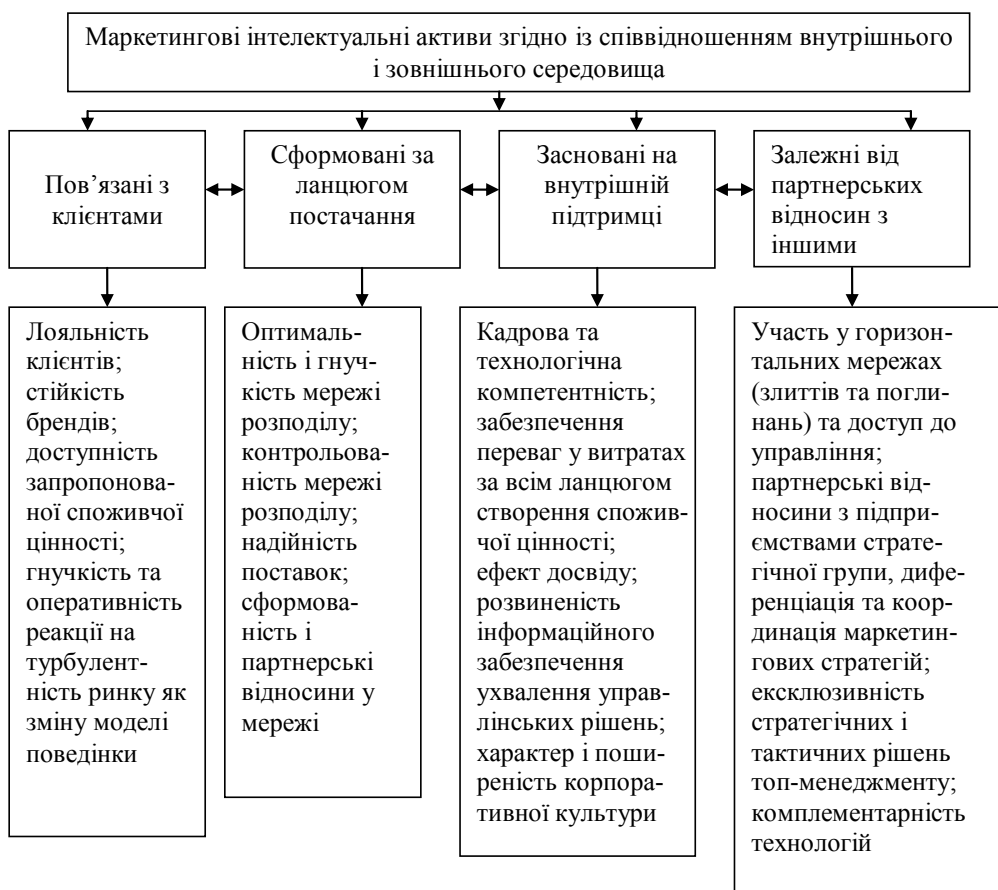 Маркетингові інтелектуальні активи згідно із співвідношенням внутрішнього
і зовнішнього середовища
Пов’язані з
клієнтами
Сформовані за
ланцюгом
постачання
Засновані на
внутрішній
підтримці
Залежні від
партнерських
відносин з
іншими
Лояльність
клієнтів;
стійкість
брендів;
доступність
запропонова-
ної споживчої
цінності;
гнучкість та
оперативність
реакції на
турбулент-
ність ринку як
зміну моделі
поведінки
Оптималь-
ність і гнуч-
кість мережі
розподілу;
контрольова-
ність мережі
розподілу;
надійність
поставок;
сформова-
ність і
партнерські
відносини у
мережі
Кадрова та
технологічна
компетентність;
забезпечення
переваг у витратах
за всім ланцюгом
створення спожив-
чої цінності;
ефект досвіду;
розвиненість
інформаційного
забезпечення
ухвалення управ-
лінських рішень;
характер і поши-
реність корпора-
тивної культури
Участь у горизон-
тальних мережах
(злиттів та погли-
нань) та доступ до
управління;
партнерські від-
носини з підпри-
ємствами страте-
гічної групи, дифе-
ренціація та коор-
динація маркетин-
гових стратегій;
ексклюзивність
стратегічних і
тактичних рішень
топ-менеджменту;
комплементарність
технологій